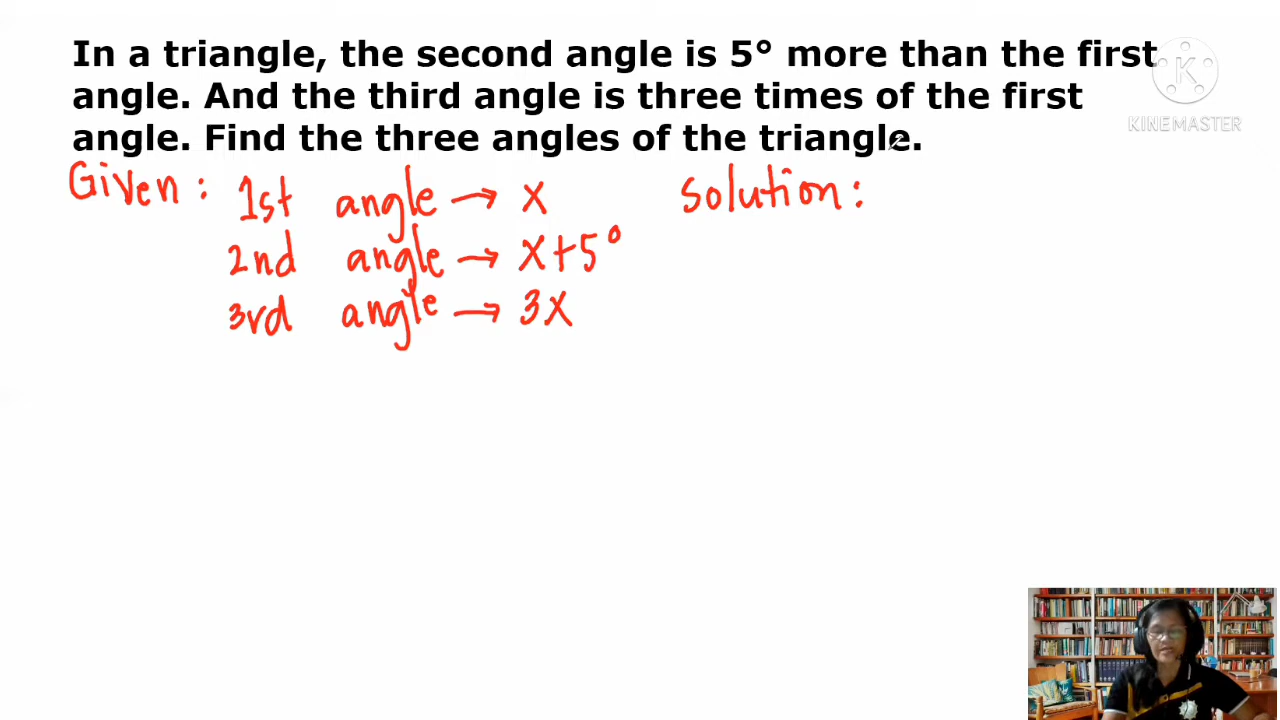 In a triangle, the second angle is 5° more than the first
angle. And the third angle is three times of the first
angle. Find the three angles of the triangle.
K
KINEMASTER
Given: 1st angle → x
2nd angle → x+5°
3rd angle → 3x
Solution: